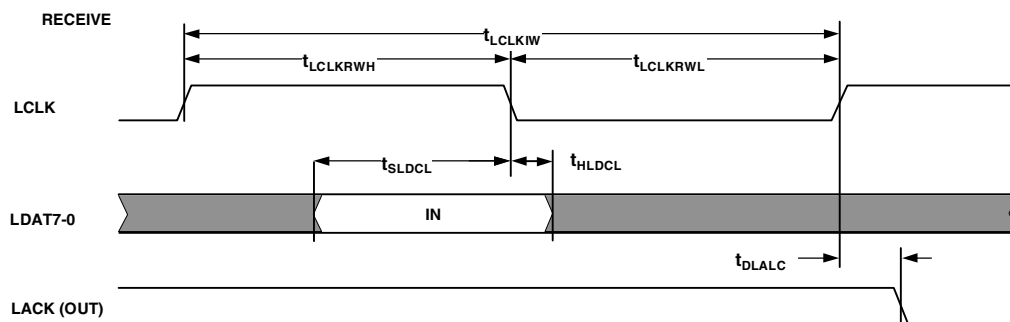 RECEIVE
tLCLKIW
tLCLKRWH
tLCLKRWL
LCLK
tSLDCL
tHLDCL
LDAT7-0
IN
tDLALC
LACK (OUT)